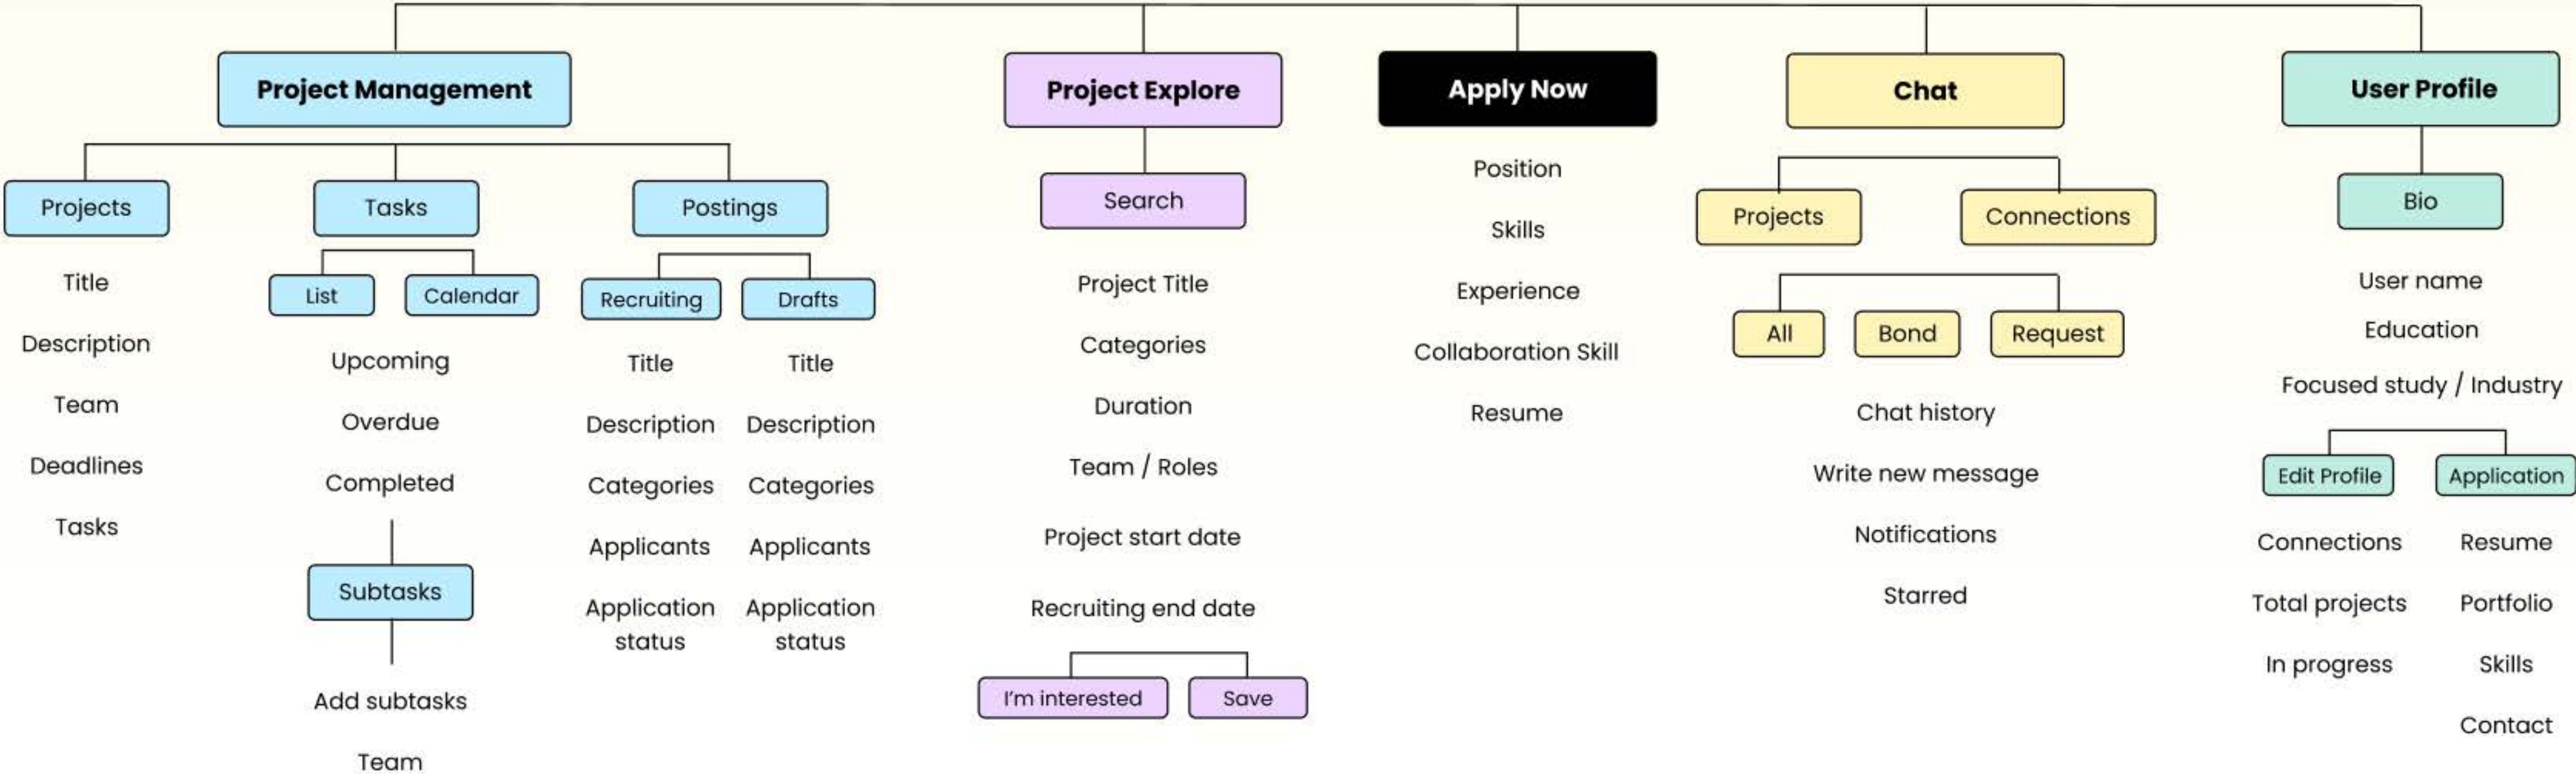 Project Management
Projects
Title
Description
Team
Deadlines
Tasks
Tasks
List
Calendar
Upcoming
Overdue
Completed
Subtasks
Add subtasks
Team
Postings
Recruiting
Title
Description
Categories
Applicants
Application
status
Drafts
Title
Description
Categories
Applicants
Application
status
Project Explore
Search
Project Title
Categories
Duration
Team / Roles
Project start date
Recruiting end date
I'm interested
Save
Apply Now
Position
Skills
Experience
Collaboration Skill
Resume
Chat
Projects
Connections
All
Bond
Request
Chat history
Write new message
Notifications
Starred
User Profile
Bio
User name
Education
Focused study / Industry
Edit Profile
Connections
Total projects
In progress
Application
Resume
Portfolio
Skills
Contact